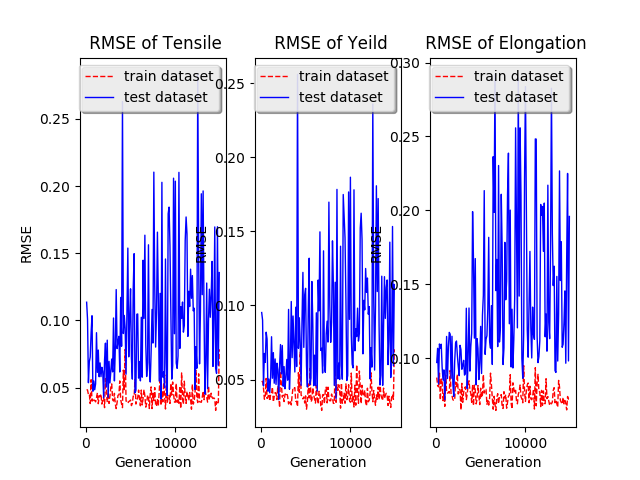 RMSE of Tensile
train dataset
test dataset
RMSE
0.25
0.20
0.15
0.10
0.05
0
10000
Generation
RMSE of Yeild
train dataset
test dataset
RMSE
0.25
0.20
0.15
0.10
0.05
0
10000
Generation
RMSE of Elongation
train dataset
test dataset
RMSE
0.30
0.25
0.20
0.15
0.10
0
10000
Generation